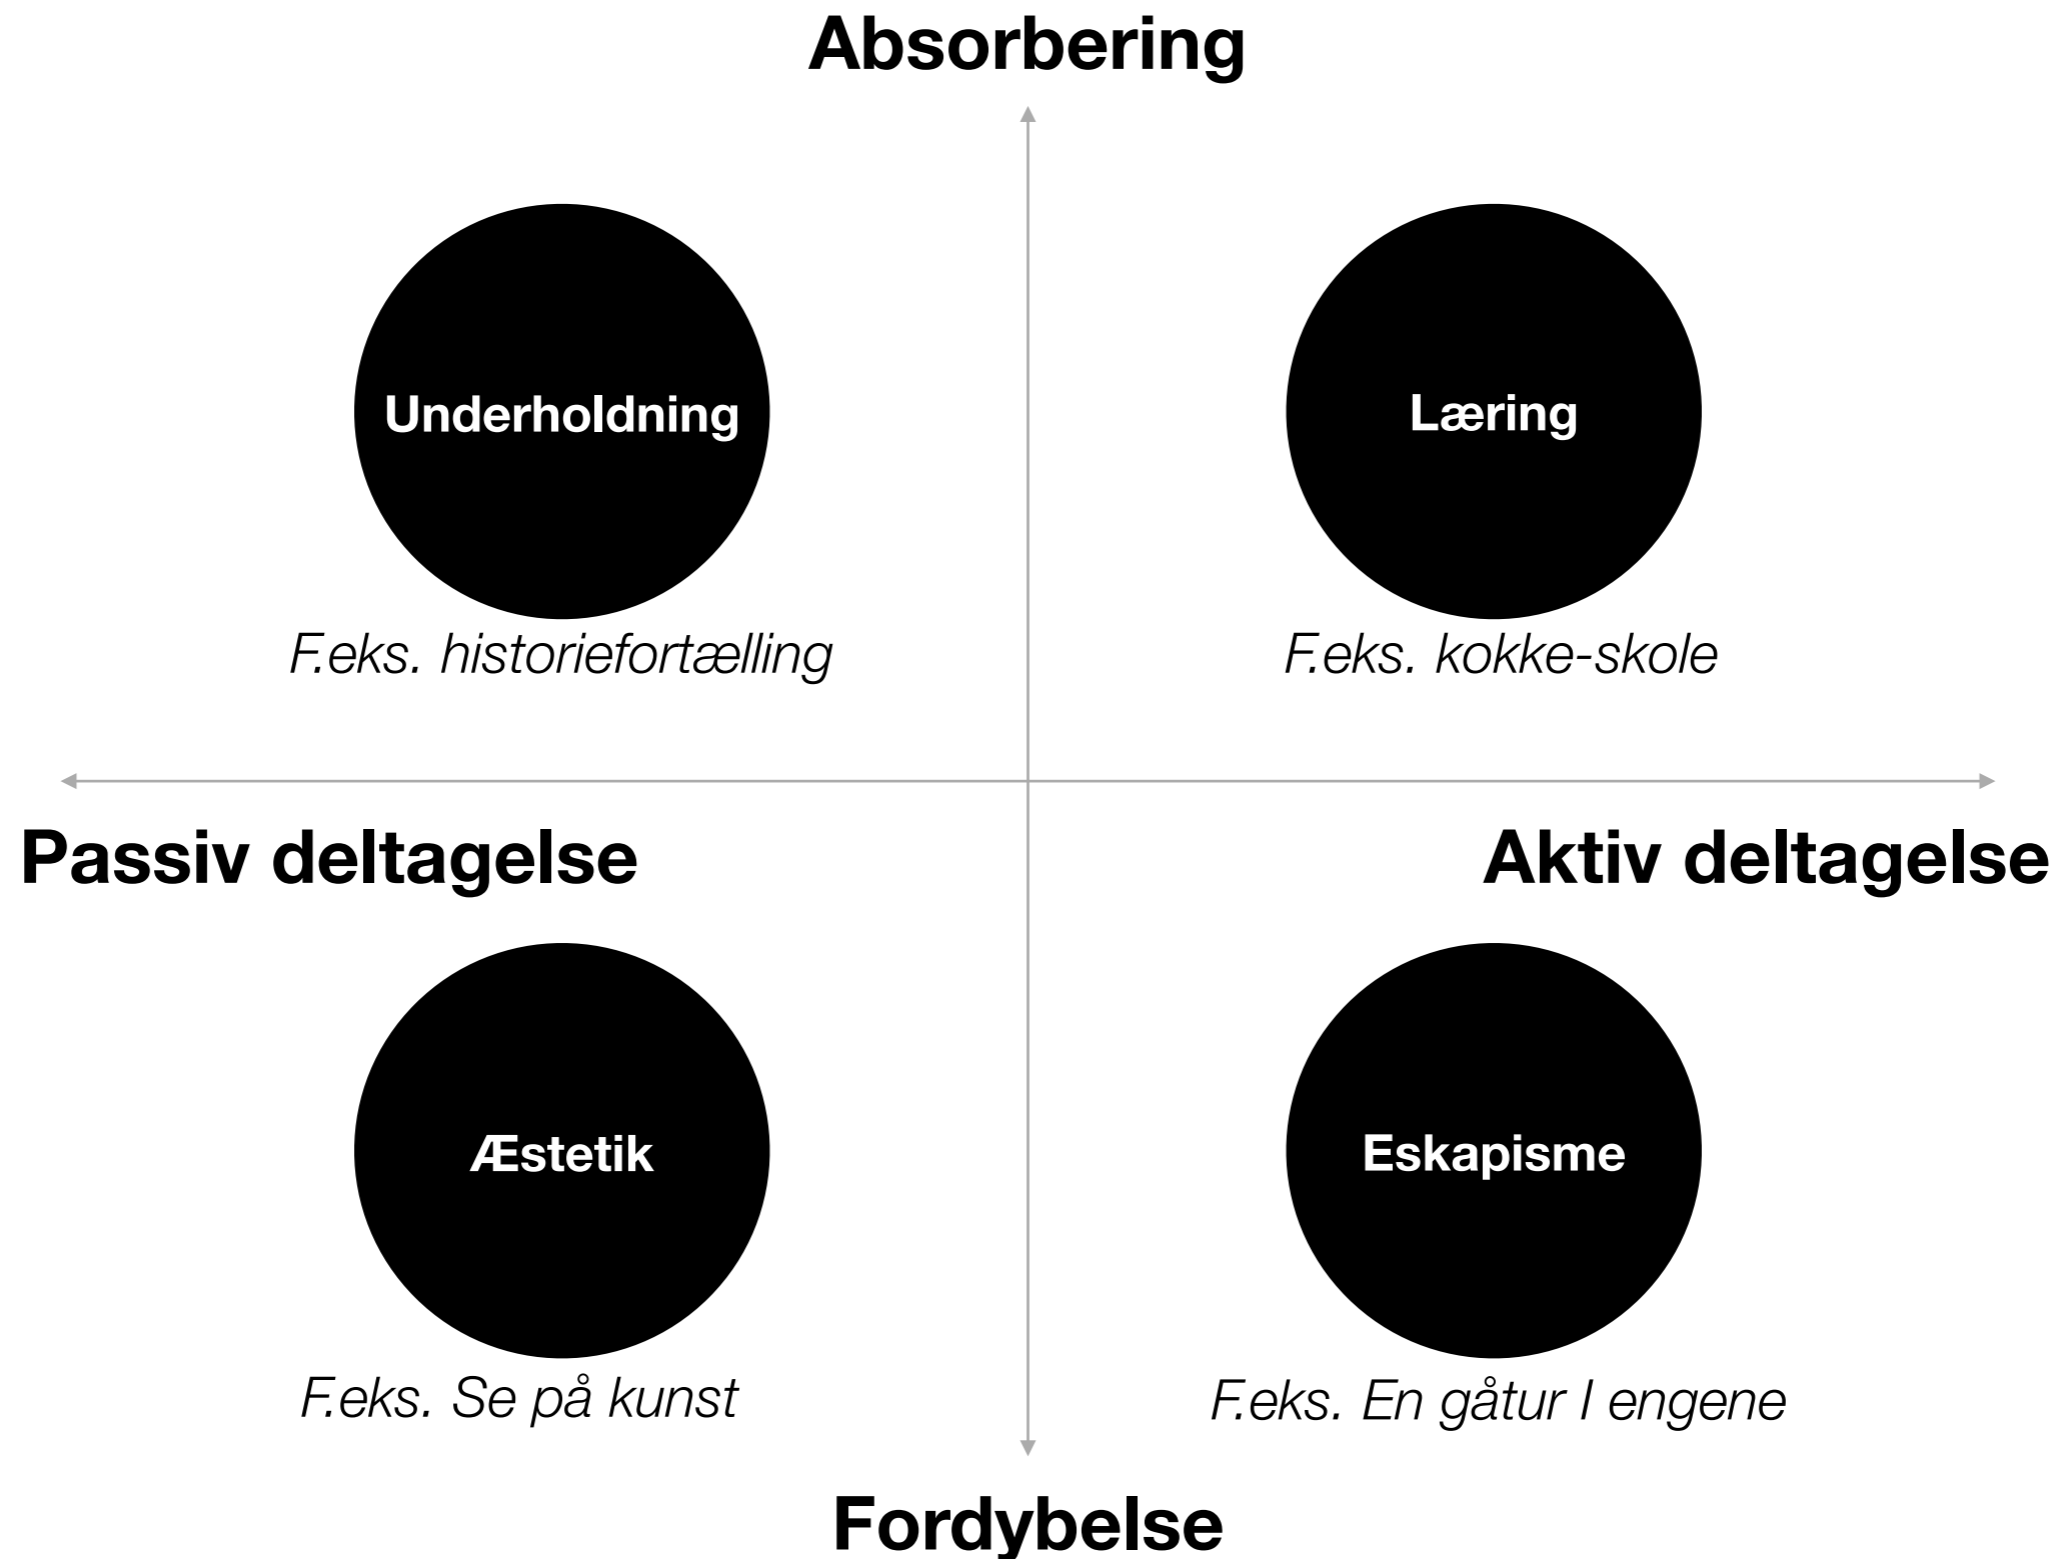 Absorbering
Underholdning
Læring
F.eks. historiefortælling
F.eks. kokke-skole
Passiv deltagelse
Aktiv deltagelse
Æstetik
Eskapisme
F.eks. Se på kunst
F.eks. En gåtur I engene
Fordybelse